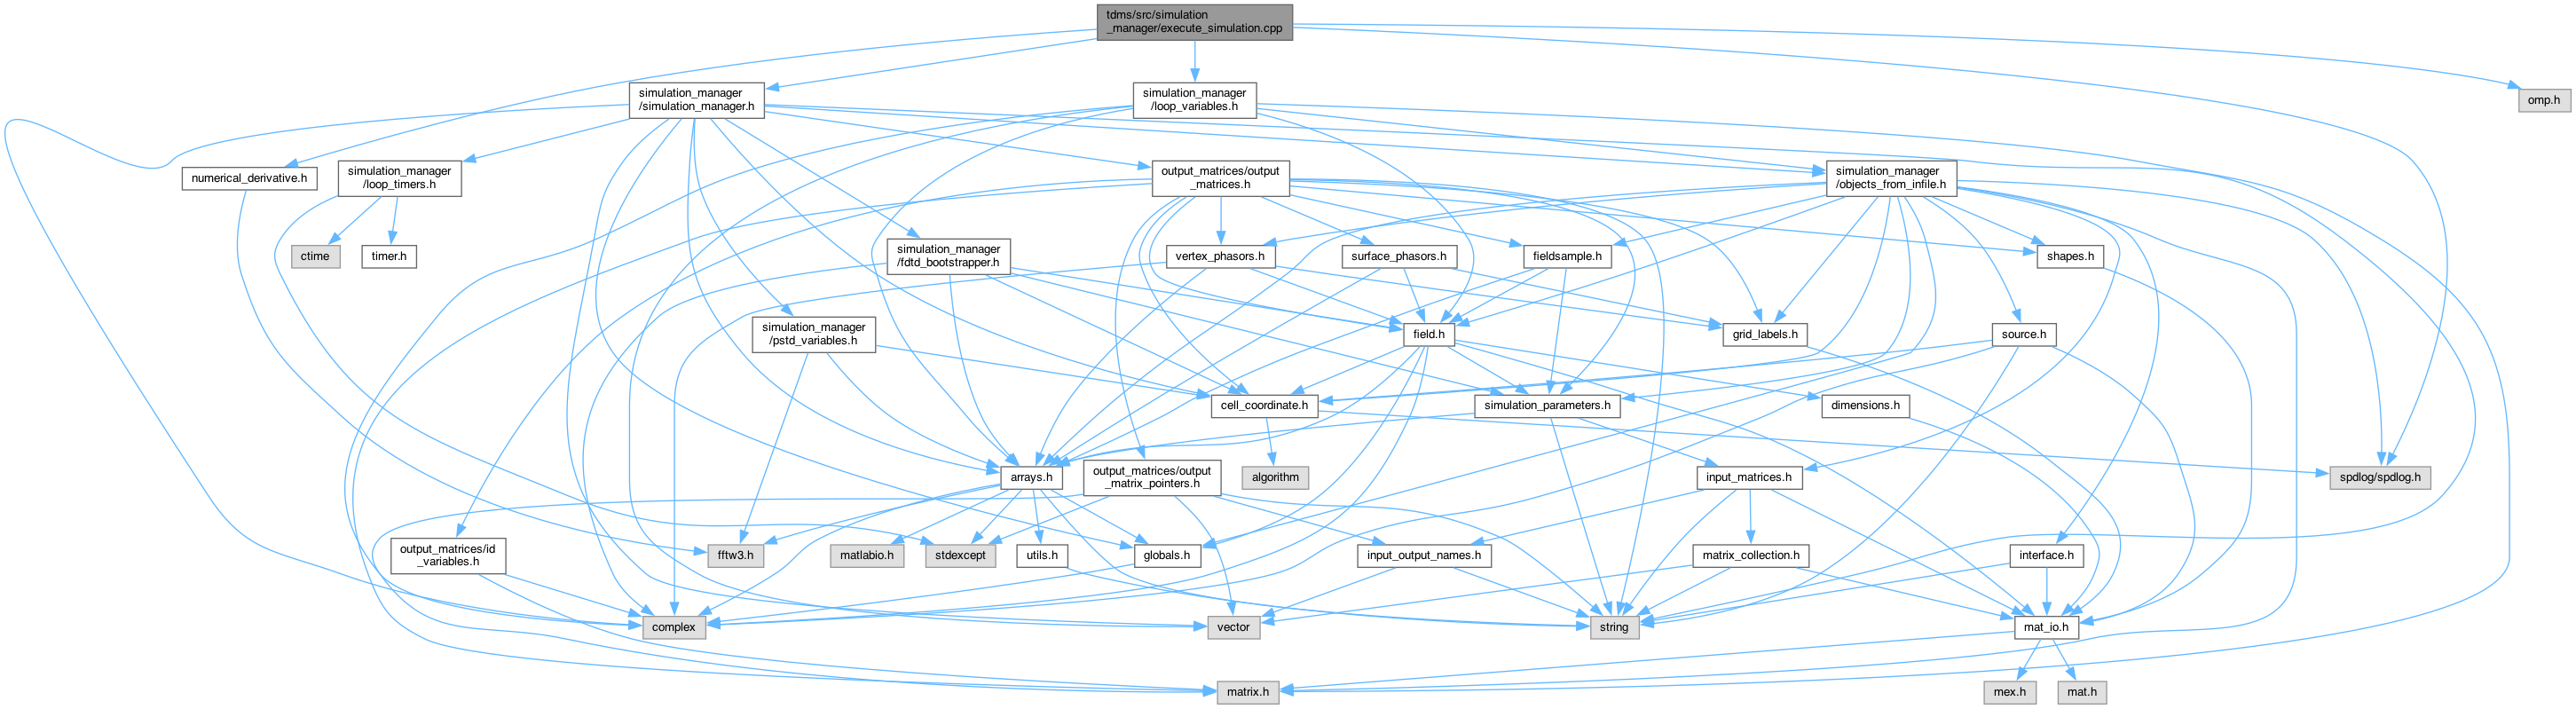 tdms/src/simulation
_manager/execute_simulation.cpp
simulation_manager
/simulation_manager.h
simulation_manager
/loop_variables.h
omp.h
numerical_derivative.h
simulation_manager
/loop_timers.h
output_matrices/output
_matrices.h
simulation_manager
/objects_from_infile.h
ctime
timer.h
simulation_manager
/fdtd_bootstrapper.h
vertex_phasors.h
surface_phasors.h
fieldsample.h
shapes.h
simulation_manager
/pstd_variables.h
field.h
grid_labels.h
source.h
cell_coordinate.h
simulation_parameters.h
dimensions.h
arrays.h
output_matrices/output
_matrix_pointers.h
algorithm
input_matrices.h
spdlog/spdlog.h
output_matrices/id
_variables.h
fftw3.h
matlabio.h
stdexcept
utils.h
globals.h
input_output_names.h
matrix_collection.h
interface.h
complex
vector
string
mat_io.h
matrix.h
mex.h
mat.h